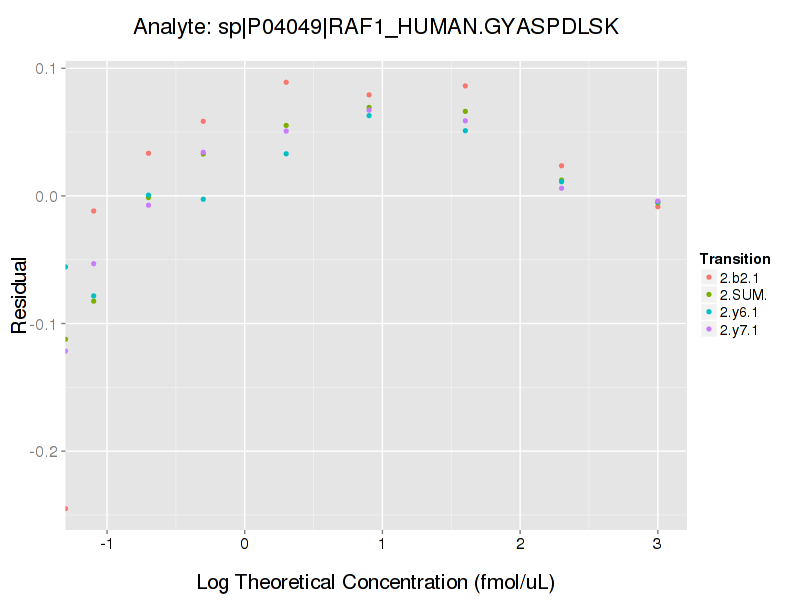 Analyte: sp|P04049|RAF1_HUMAN.GYASPDLSK
0.1
0.0
-0.1
-0.2
Residual
-1
0
1
2
3
Log Theoretical Concentration (fmol/uL)
Transition
2.b2.1
2.SUM.
2.y6.1
2.y7.1